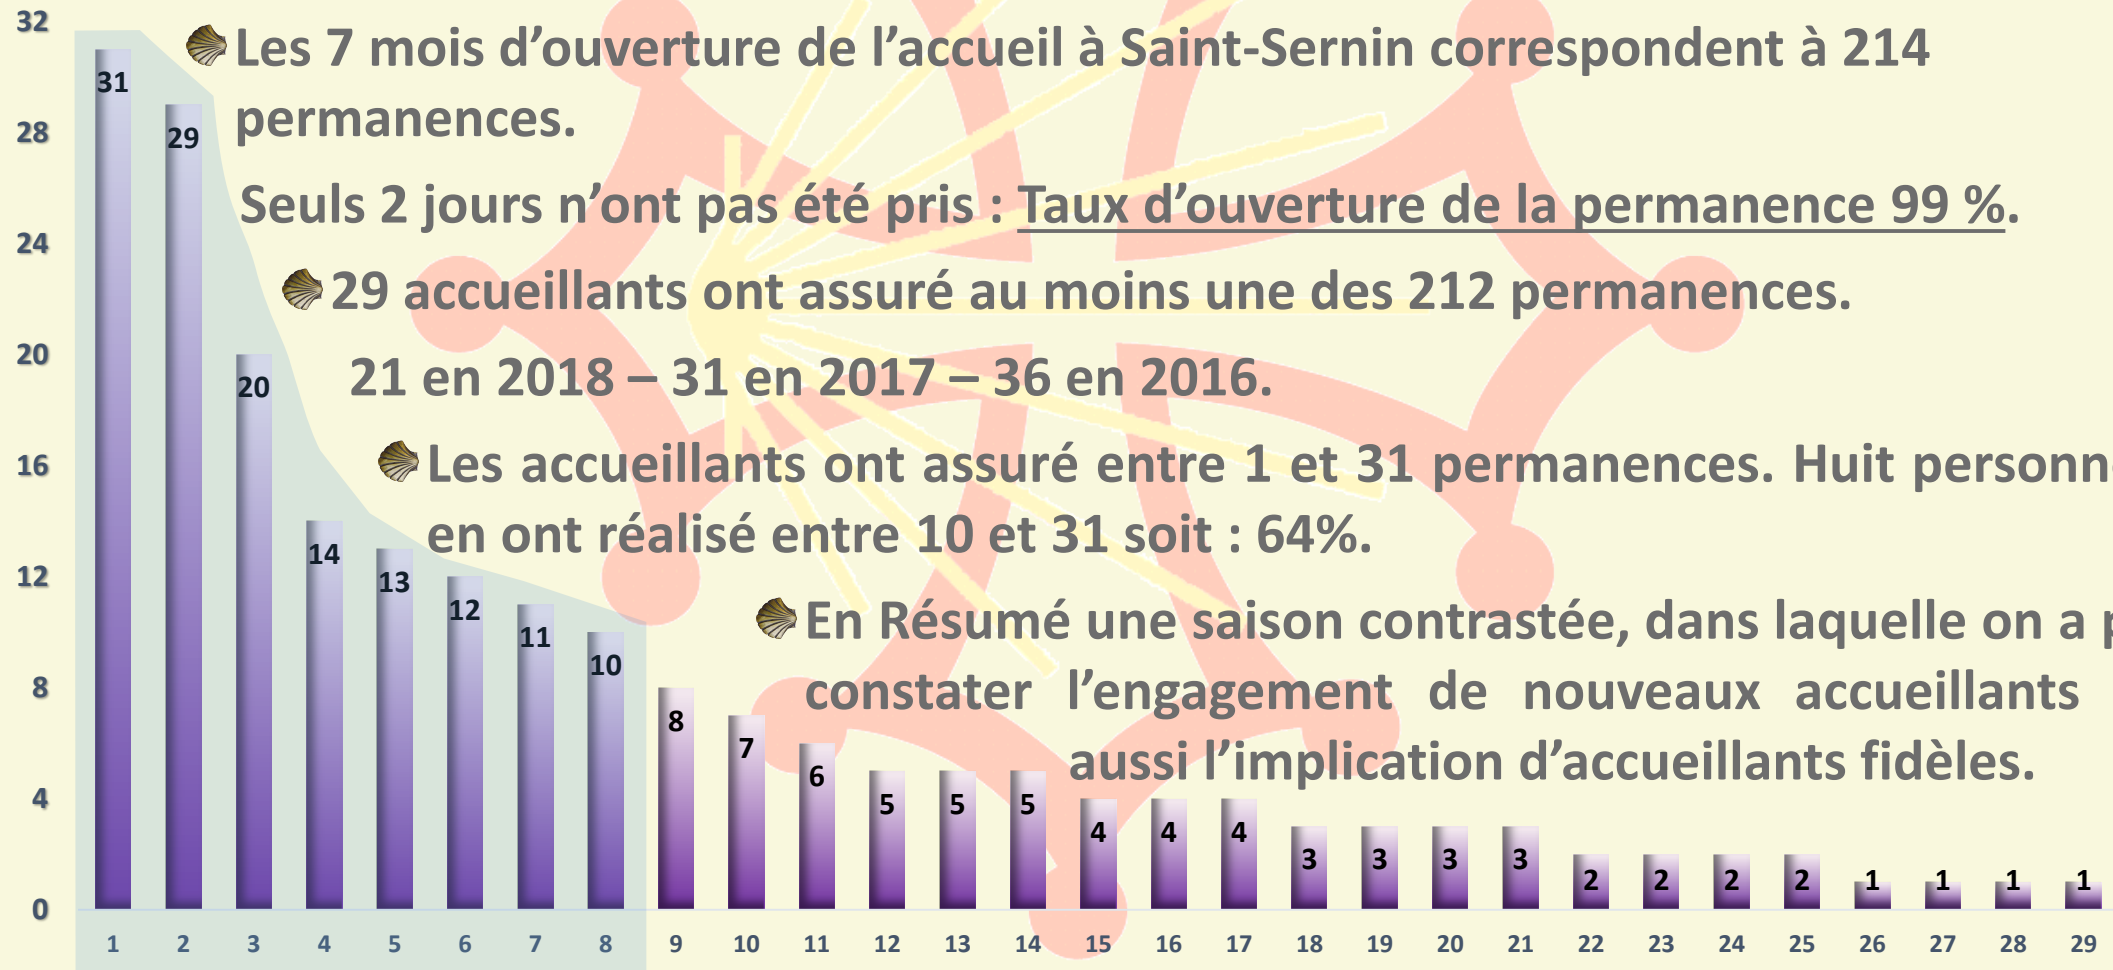 Les 7 mois d’ouverture de l’accueil à Saint-Sernin correspondent à 214
permanences.
Seuls 2 jours n’ont pas été pris : Taux d’ouverture de la permanence 99 %.
29 accueillants ont assuré au moins une des 212 permanences.
21 en 2018 – 31 en 2017 – 36 en 2016.
Les accueillants ont assuré entre 1 et 31 permanences. Huit
en ont réalisé entre 10 et 31 soit : 64%.
En Résumé une saison contrastée, dans laquelle on a
constater l’engagement de nouveaux accueillants
aussi l’implication d’accueillants fidèles.
32
28
24
20
16
12
8
4
0
31 29 20 14 13 12 11 10 8 7 6 5 5 5 4 4 4 3 3 3 3 2 2 2 2 1 1 1 1
1 2 3 4 5 6 7 8 9 10 11 12 13 14 15 16 17 18 19 20 21 22 23 24 25 26 27 28 29